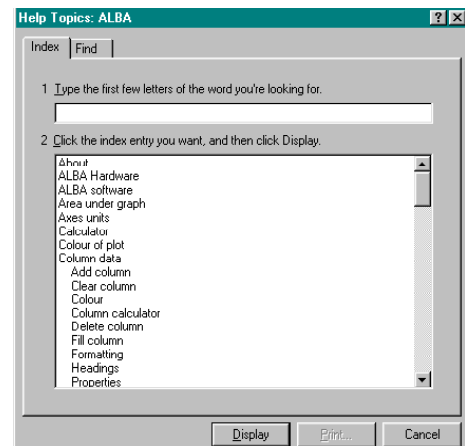 Help Topics: ALBA
Index Find
1 Type the first few letters of the word you're looking for.
2 Click the index entry you want, and then click Display.
About
ALBA Hardware
ALBA software
Area under graph
Axes units
Calculator
Colour of plot
Column data
Add column
Clear column
Colour
Column calculator
Delete column
Fill column
Formatting
Headings
Properties
Display Print... Cancel